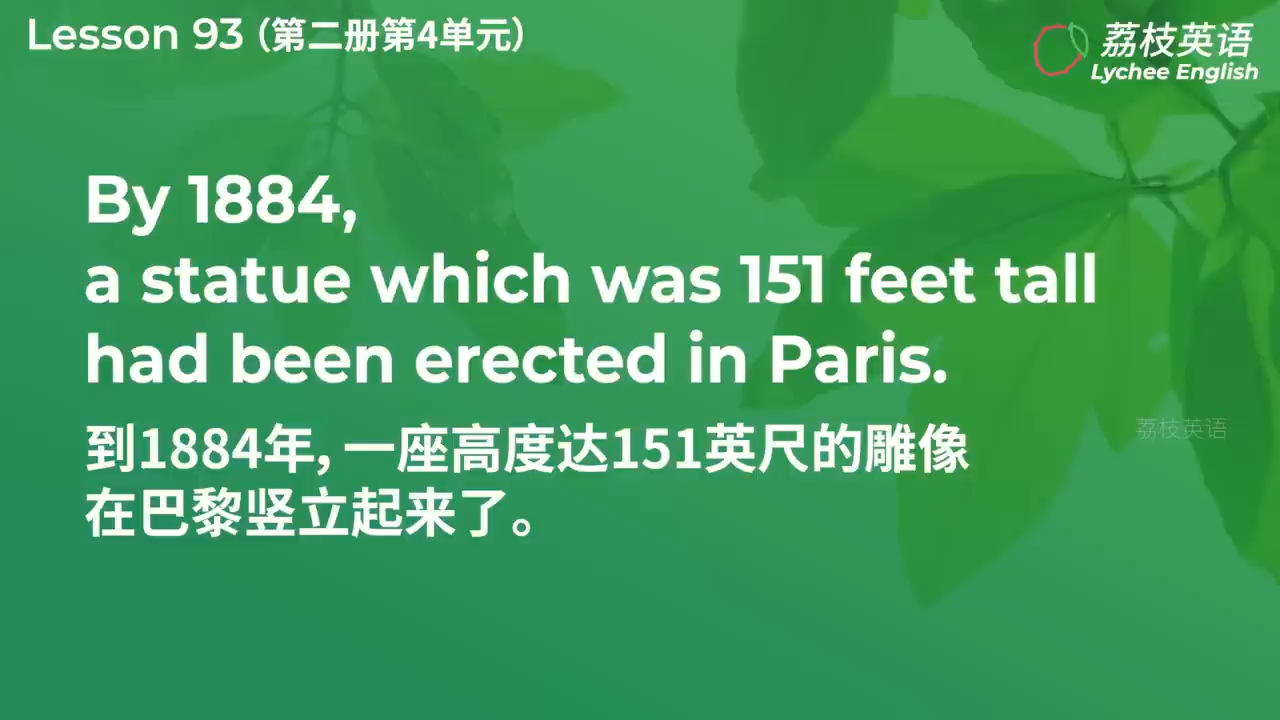 Lesson 93（第二册第4单元）
荔枝英语
Lychee English
By 1884,
a statue which was 151 feet tall
had been erected in Paris.
到1884年, 一座高度达151英尺的雕像
在巴黎竖立起来了。
荔枝英语